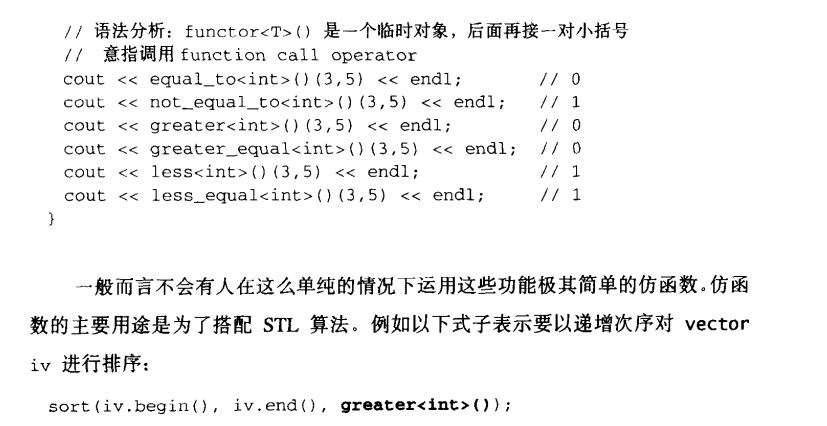 // 语法分析：functor<T>() 是一个临时对象，后面再接一对小括号
// 意指调用 function call operator
cout << equal_to<int>()(3,5) << endl; // 0
cout << not_equal_to<int>()(3,5) << endl; // 1
cout << greater<int>()(3,5) << endl; // 0
cout << greater_equal<int>()(3,5) << endl; // 0
cout << less<int>()(3,5) << endl; // 1
cout << less_equal<int>()(3,5) << endl; // 1
}
一般而言不会有人在这么单纯的情况下运用这些功能极其简单的仿函数。仿函
数的主要用途是为了搭配 STL 算法。例如以下式子表示要以递增次序对 vector
iv 进行排序：
sort(iv.begin(), iv.end(), greater<int>());